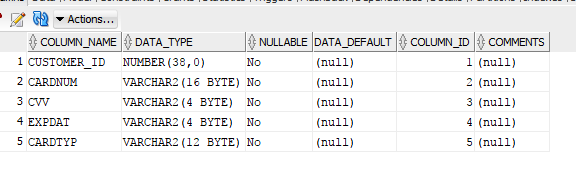 Actions...
COLUMN_NAME DATA_TYPE NULLABLE DATA_DEFAULT COLUMN_ID COMMENTS
1 CUSTOMER_ID NUMBER(38,0) No (null) 1 (null)
2 CARDNUM VARCHAR2(16 BYTE) No (null) 2 (null)
3 CVV VARCHAR2(4 BYTE) No (null) 3 (null)
4 EXPDAT VARCHAR2(4 BYTE) No (null) 4 (null)
5 CARDTYP VARCHAR2(12 BYTE) No (null) 5 (null)